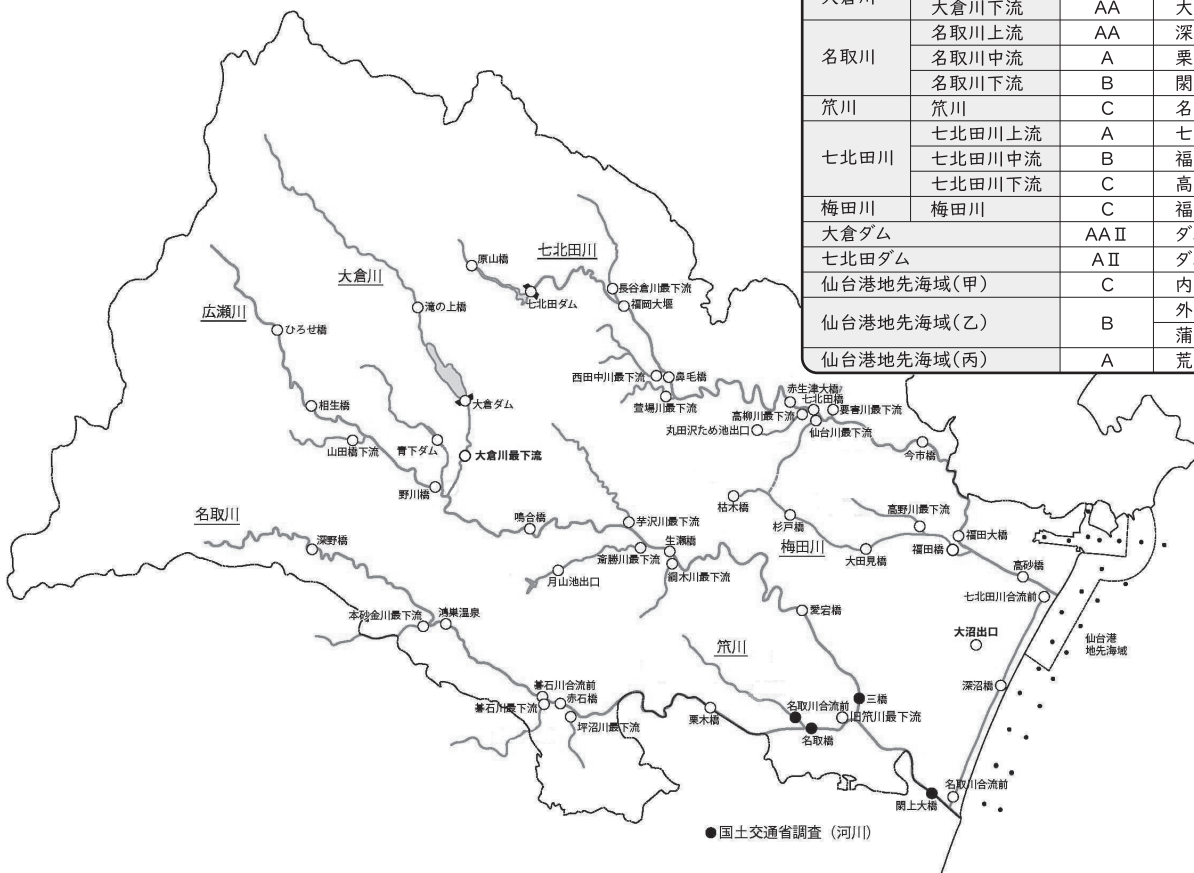 大倉川下流 AA 大
名取川 名取川上流 AA 深
名取川中流 A 栗
名取川下流 B 閖
笊川 笊川 C 名
七北田川 七北田川上流 A 七
七北田川中流 B 福
七北田川下流 C 高
梅田川 梅田川 C 福
大倉ダム AAⅡ ダ
七北田ダム AⅡ ダ
仙台港地先海域(甲) C 内
仙台港地先海域(乙) B 外
蒲
仙台港地先海域(丙) A 荒
七北田川
原山橋
大倉川
長谷倉川最下流
七北田ダム
福岡大堰
広瀬川
滝の上橋
ひろせ橋
西田中川最下流
鼻毛橋
赤生津大橋
大倉ダム
相生橋
萱場川最下流
七北田橋
高柳川最下流
要害川最下流
丸田沢ため池出口
仙台川最下流
山田橋下流
青下ダム
大倉川最下流
今市橋
野川橋
枯木橋
名取川
鳴合橋
芋沢川最下流
杉戸橋
高野川最下流
深野橋
斎勝川最下流
生瀬橋
梅田川
大田見橋
福田橋
福田大橋
月山池出口
綱木川最下流
高砂橋
七北田川合流前
愛宕橋
本砂金川最下流
鴻巣温泉
大沼出口
仙台港
地先海域
笊川
深沼橋
碁石川合流前
赤石橋
三橋
碁石川最下流
坪沼川最下流
栗木橋
名取川合流前
旧笊川最下流
名取橋
名取川合流前
閖上大橋
●国土交通省調査（河川）